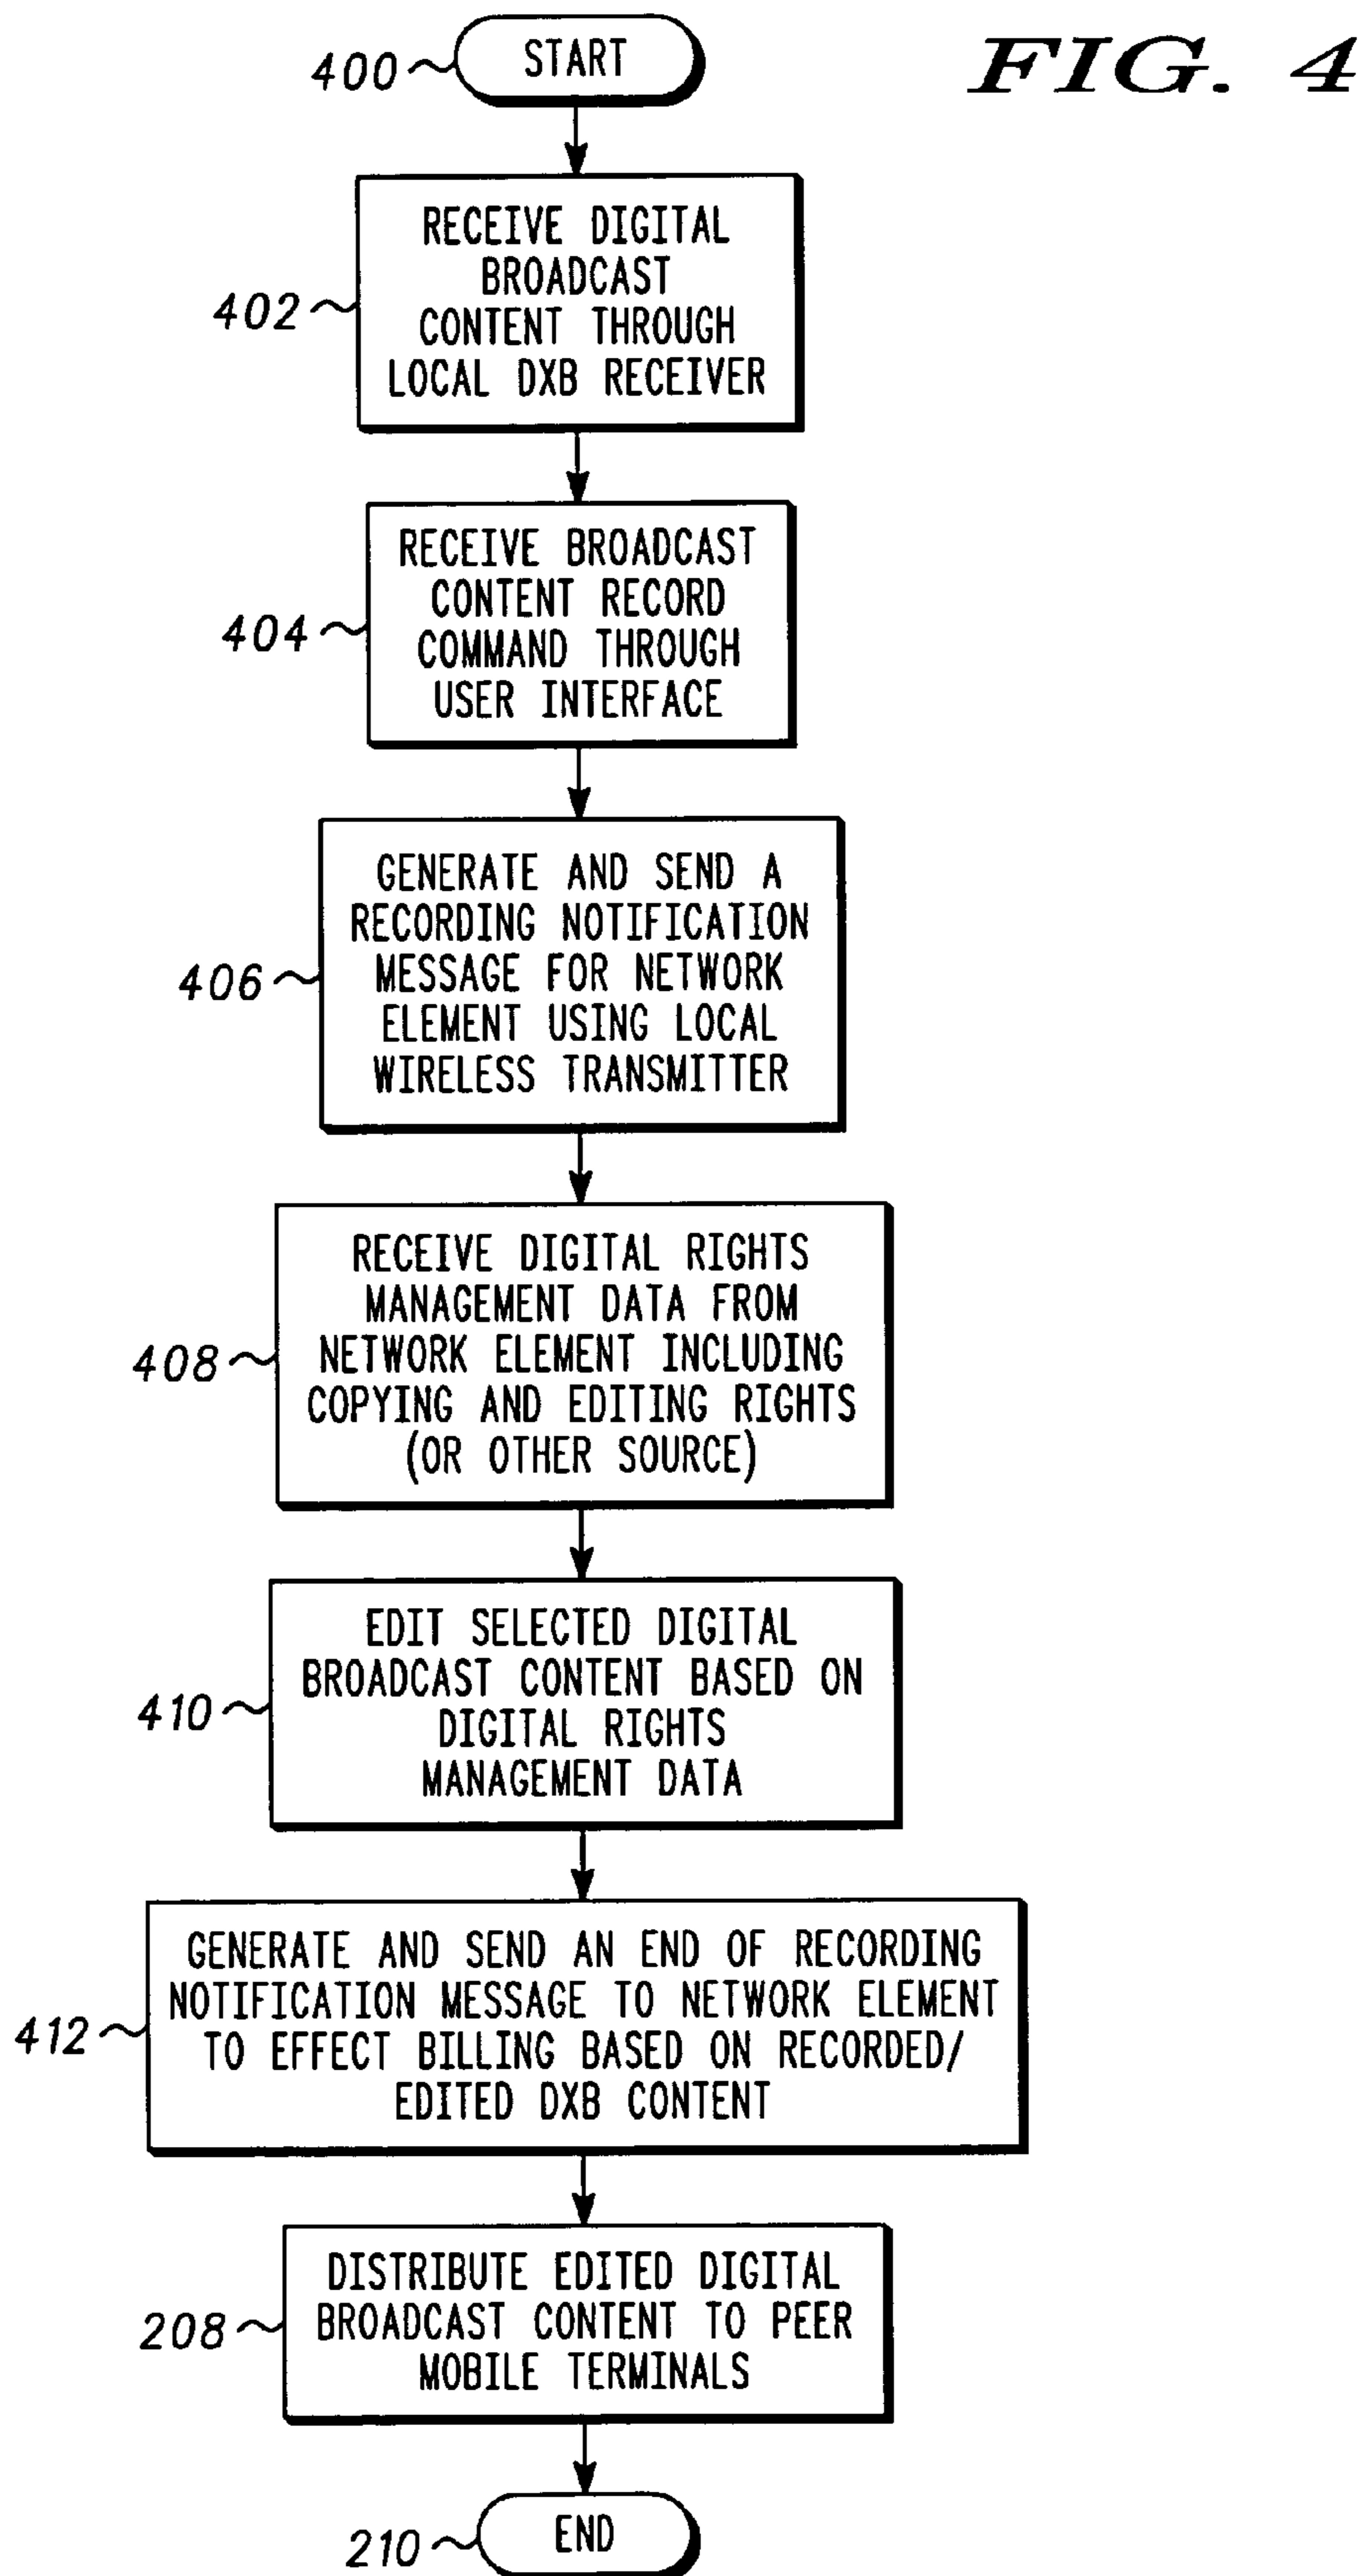 FIG. 4
400
START
402
RECEIVE DIGITAL
BROADCAST
CONTENT THROUGH
LOCAL DXB RECEIVER
404
RECEIVE BROADCAST
CONTENT RECORD
COMMAND THROUGH
USER INTERFACE
406
GENERATE AND SEND A
RECORDING NOTIFICATION
MESSAGE FOR NETWORK
ELEMENT USING LOCAL
WIRELESS TRANSMITTER
408
RECEIVE DIGITAL RIGHTS
MANAGEMENT DATA FROM
NETWORK ELEMENT INCLUDING
COPYING AND EDITING RIGHTS
(OR OTHER SOURCE)
410
EDIT SELECTED DIGITAL
BROADCAST CONTENT BASED ON
DIGITAL RIGHTS
MANAGEMENT DATA
412
GENERATE AND SEND AN END OF RECORDING
NOTIFICATION MESSAGE TO NETWORK ELEMENT
TO EFFECT BILLING BASED ON RECORDED/
EDITED DXB CONTENT
208
DISTRIBUTE EDITED DIGITAL
BROADCAST CONTENT TO PEER
MOBILE TERMINALS
210
END